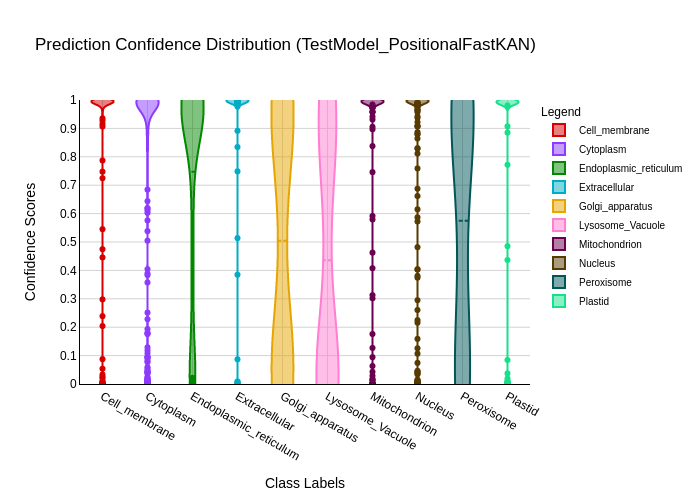 Prediction Confidence Distribution (TestModel_PositionalFastKAN)
Legend
Cell_membrane
Cytoplasm
Endoplasmic_reticulum
Extracellular
Golgi_apparatus
Lysosome_Vacuole
Mitochondrion
Nucleus
Peroxisome
Plastid
Confidence Scores
1
0.9
0.8
0.7
0.6
0.5
0.4
0.3
0.2
0.1
0
Cell_membrane
Cytoplasm
Endoplasmic_reticulum
Extracellular
Golgi_apparatus
Lysosome_Vacuole
Mitochondrion
Nucleus
Peroxisome
Plastid
Class Labels